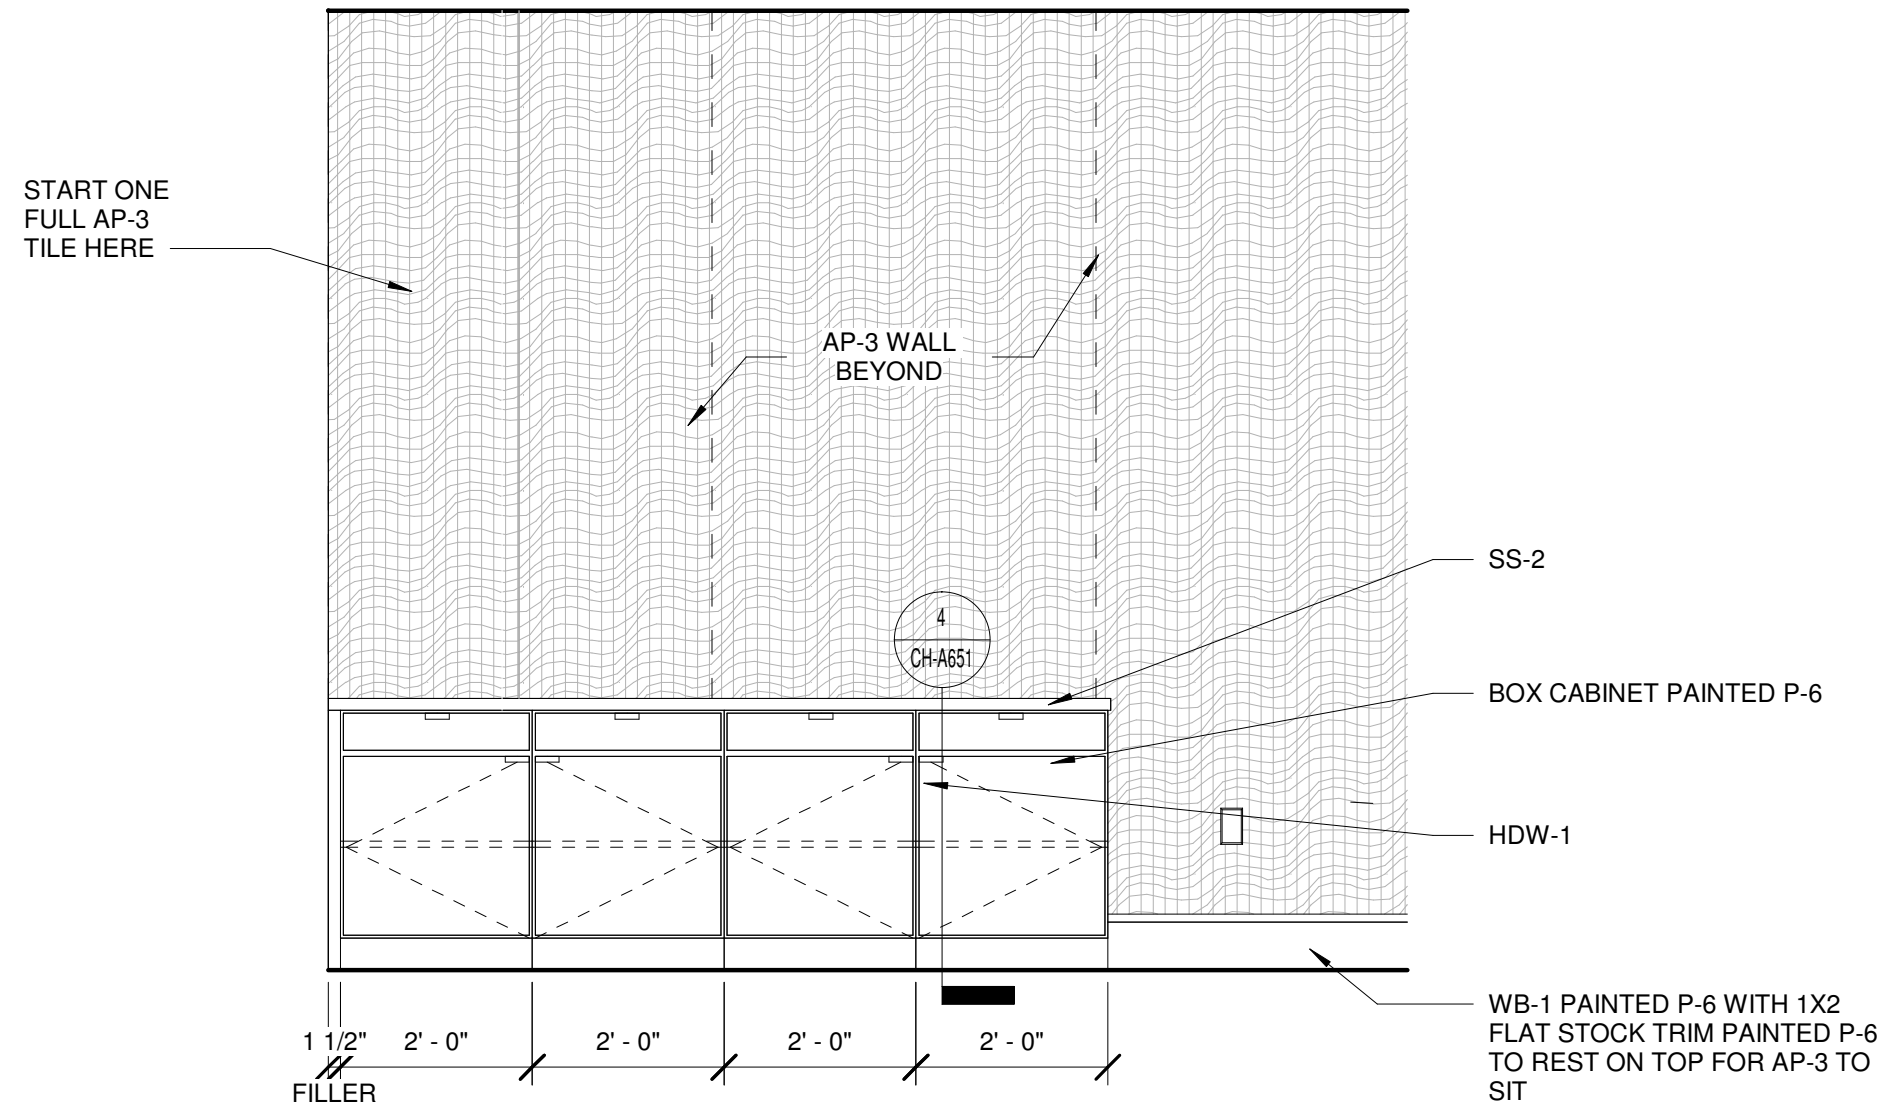 START ONE
FULL AP-3
TILE HERE
AP-3 WALL
BEYOND
SS-2
4
CH-A651
BOX CABINET PAINTED P-6
HDW-1
WB-1 PAINTED P-6 WITH 1X2
FLAT STOCK TRIM PAINTED P-6
TO REST ON TOP FOR AP-3 TO
SIT
1 1/2" 2' - 0" 2' - 0" 2' - 0" 2' - 0"
FILLER